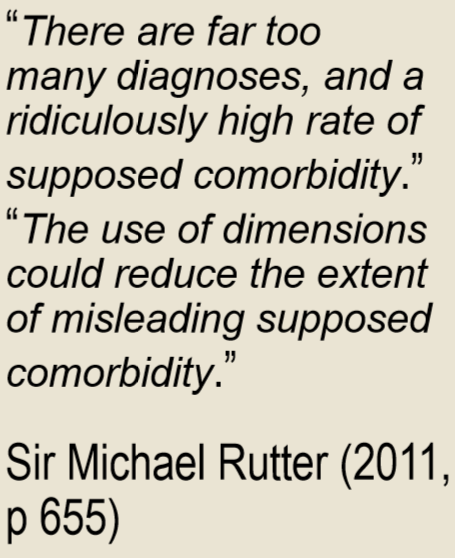 “There are far too
many diagnoses, and a
ridiculously high rate of
supposed comorbidity.”
“The use of dimensions
could reduce the extent
of misleading supposed
comorbidity.”
Sir Michael Rutter (2011,
p 655)